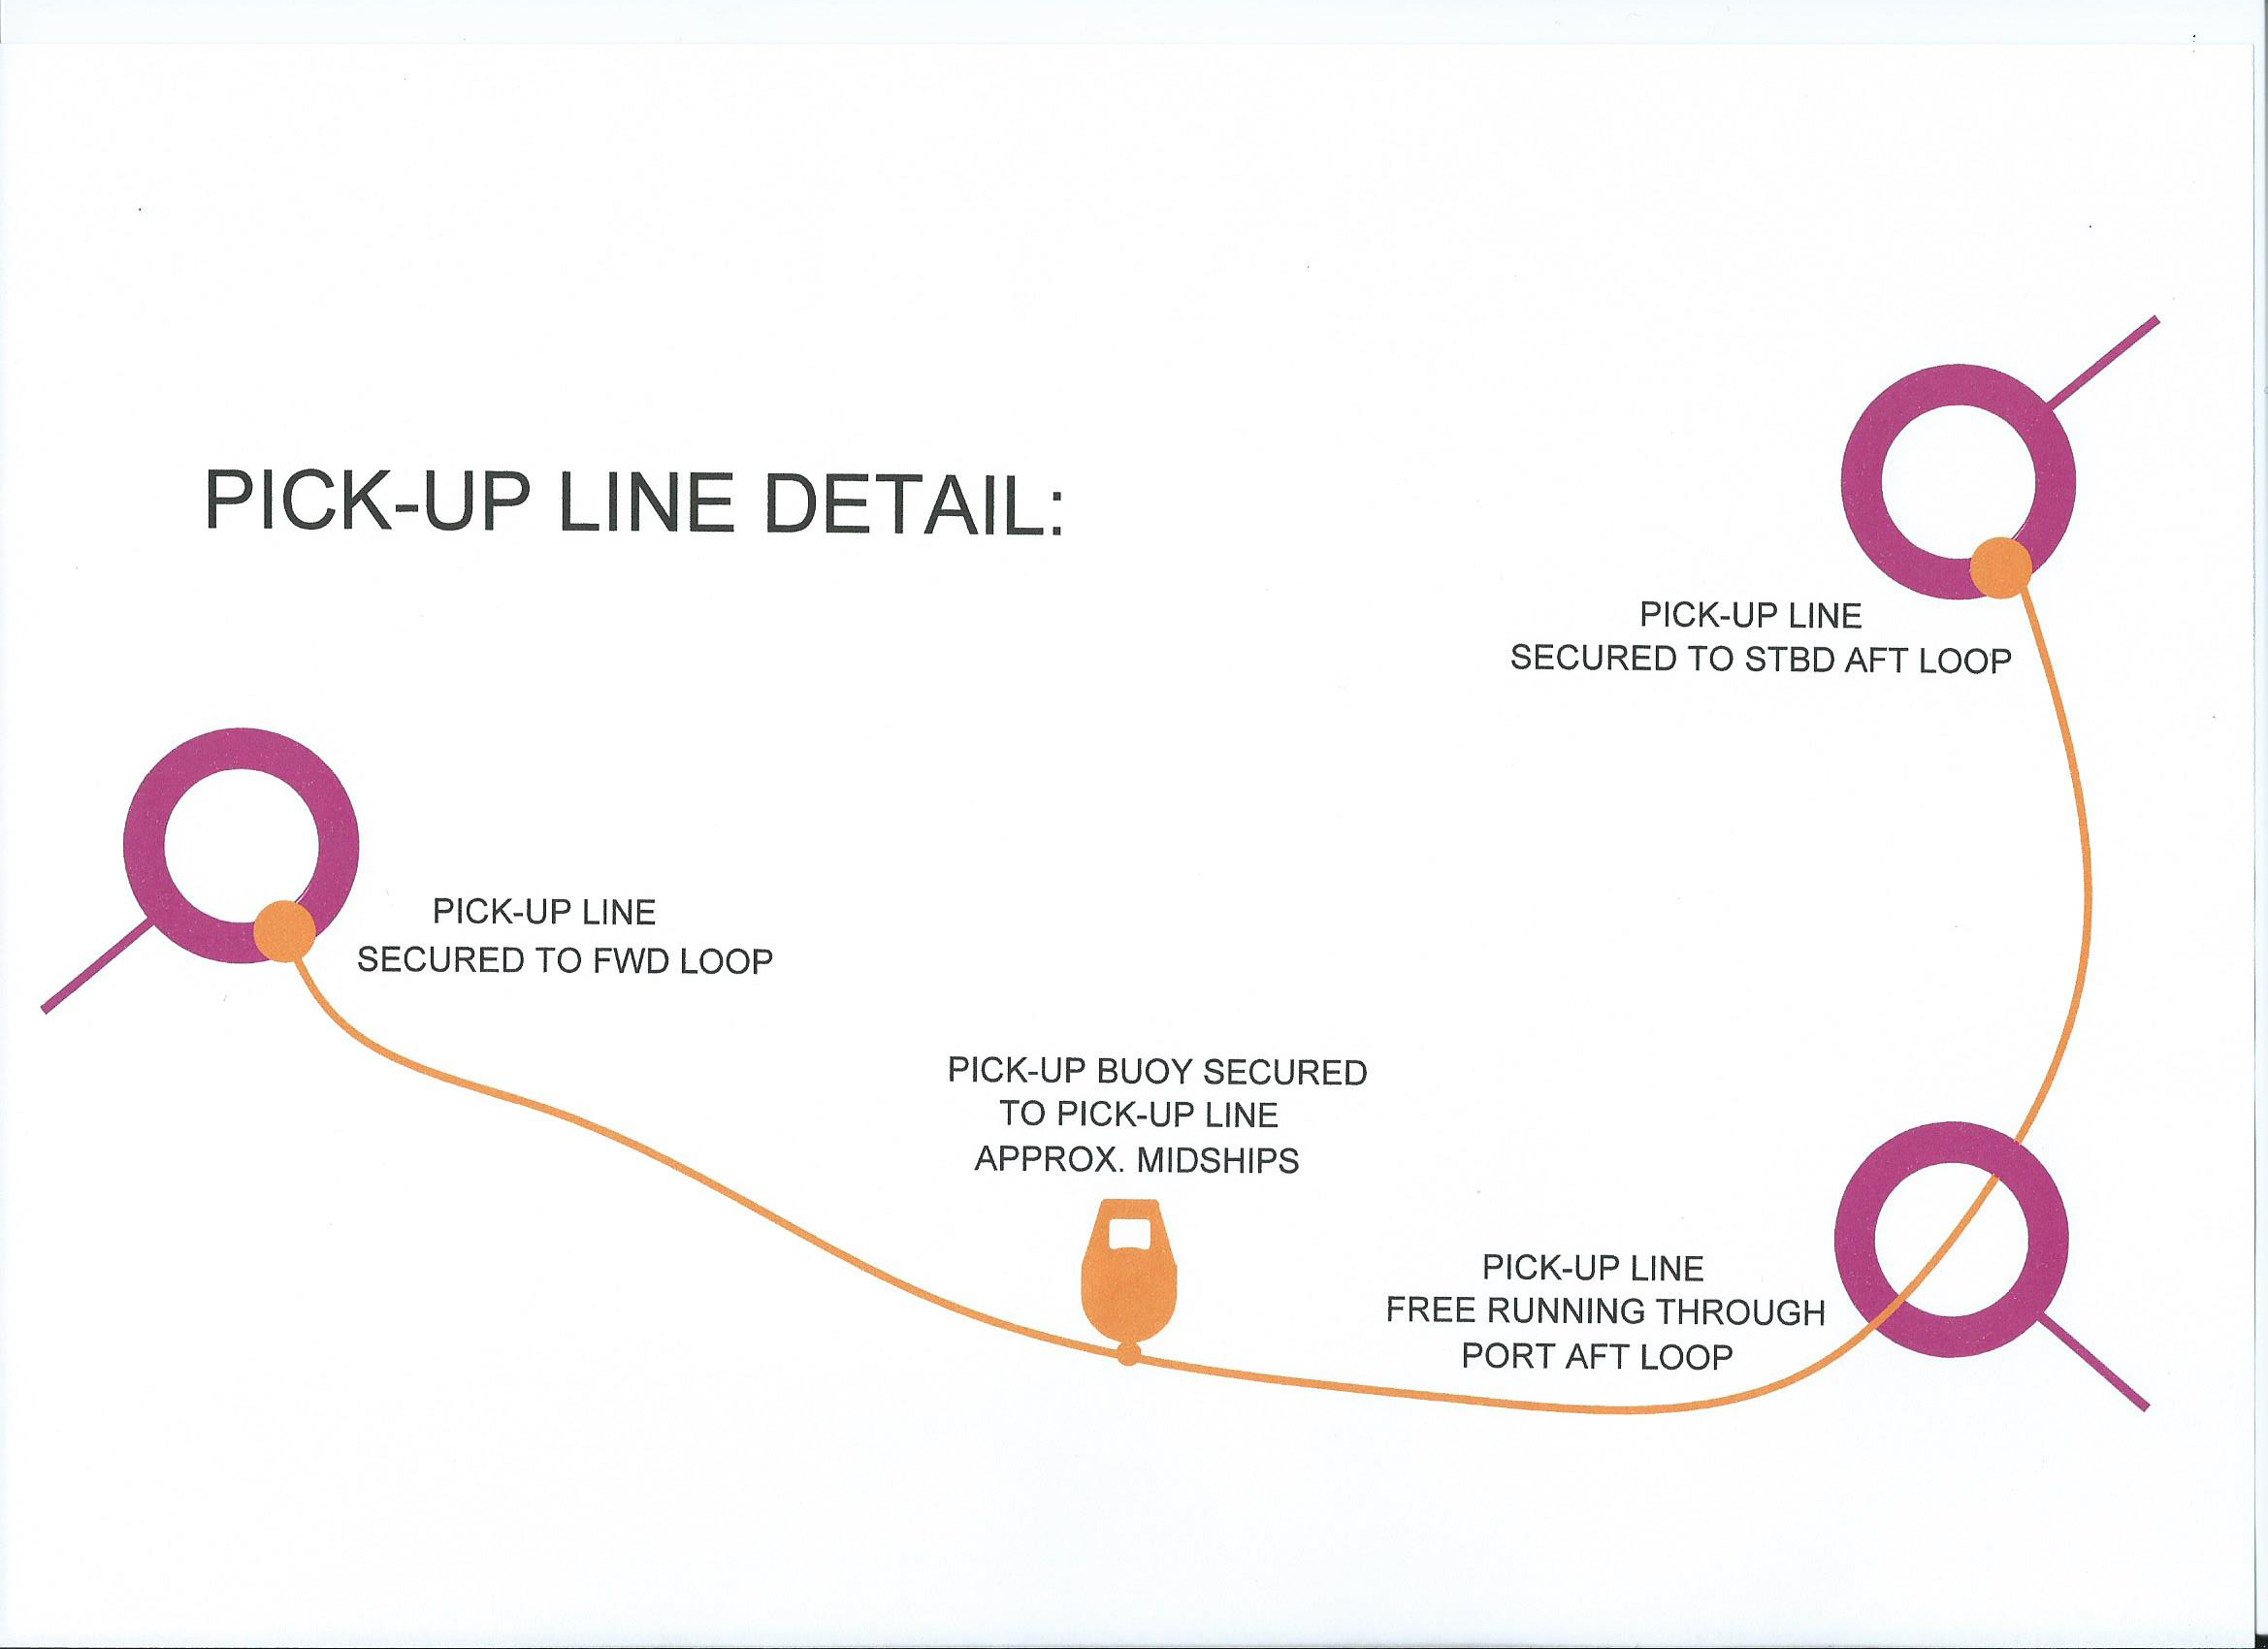 PICK-UP LINE DETAIL:
PICK-UP LINE
SECURED TO STBD AFT LOOP
PICK-UP LINE
SECURED TO FWD LOOP
PICK-UP BUOY SECURED
TO PICK-UP LINE
APPROX. MIDSHIPS
PICK-UP LINE
FREE RUNNING THROUGH
PORT AFT LOOP